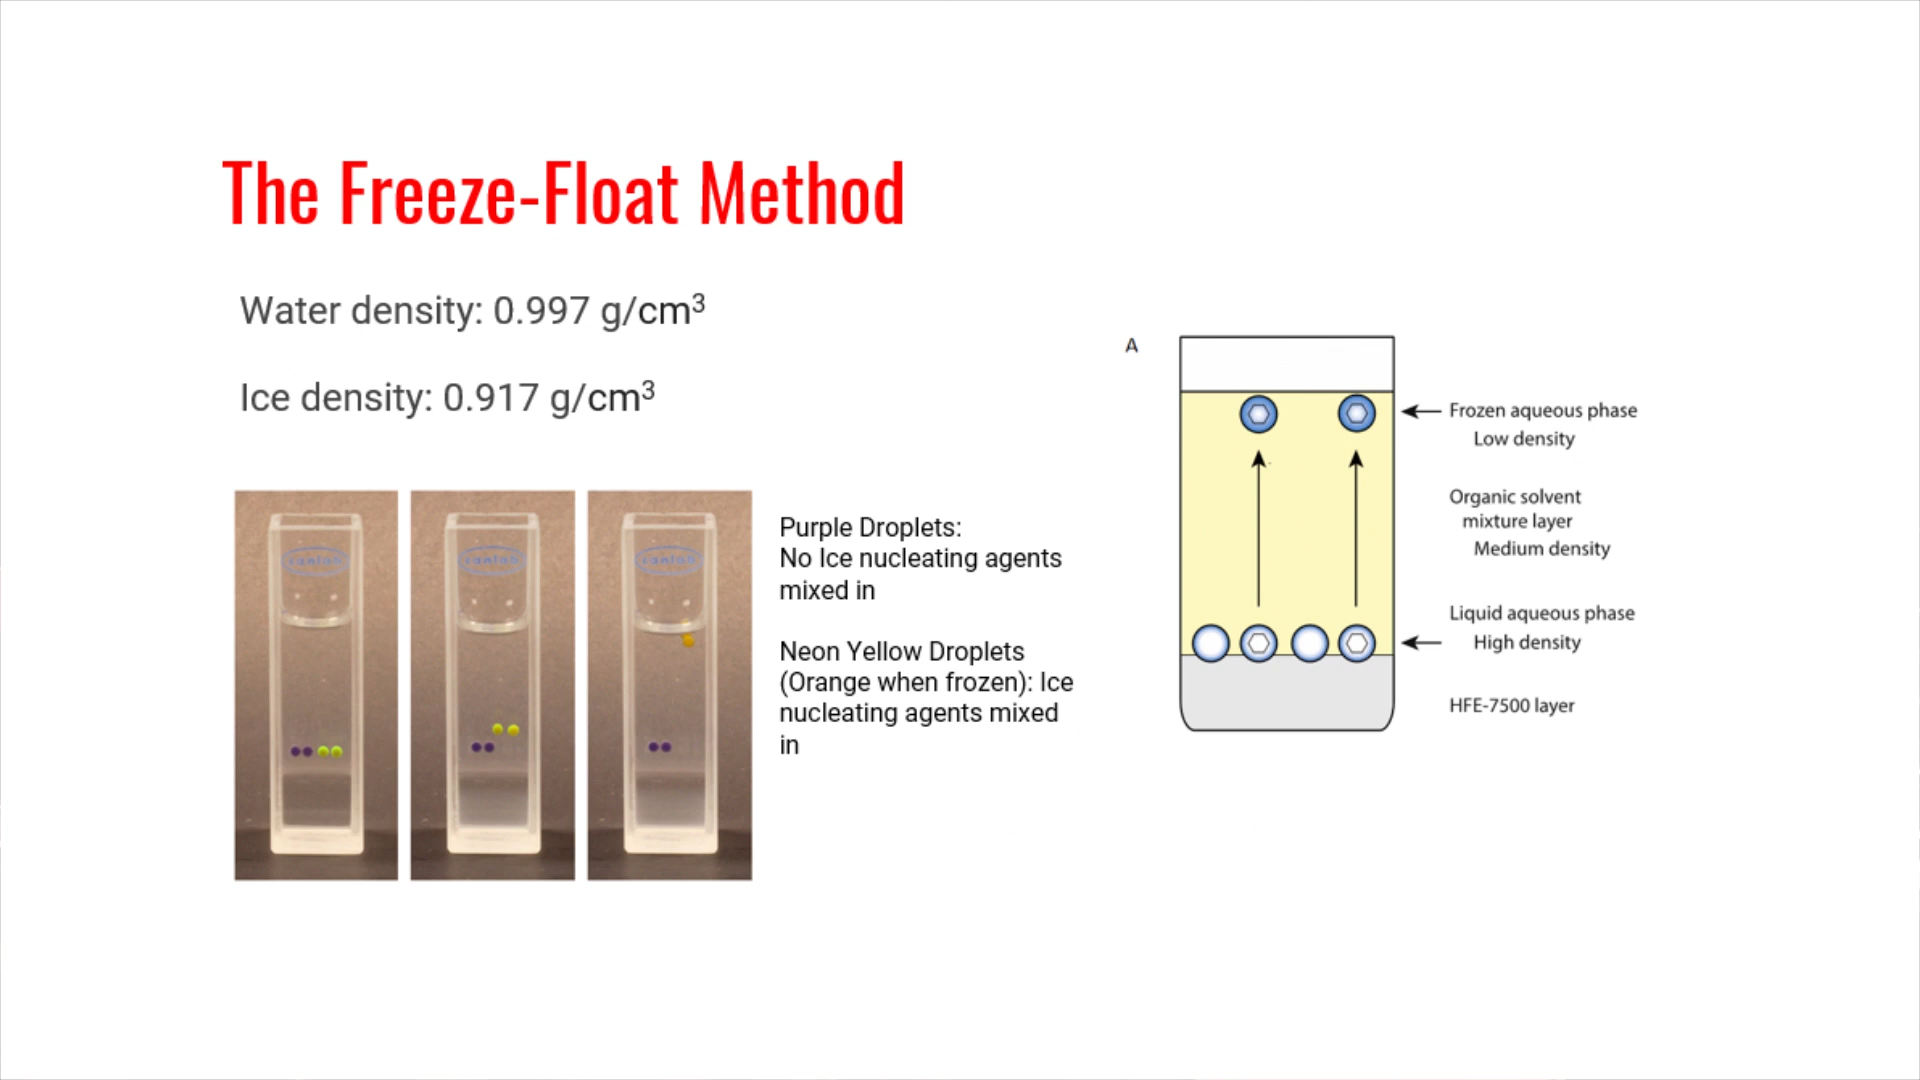 The Freeze-Float Method
Water density: 0.997 g/cm³
Ice density: 0.917 g/cm³
Purple Droplets:
No Ice nucleating agents
mixed in
Neon Yellow Droplets
(Orange when frozen): Ice
nucleating agents mixed
in
A
Frozen aqueous phase
Low density
Organic solvent
mixture layer
Medium density
Liquid aqueous phase
High density
HFE-7500 layer